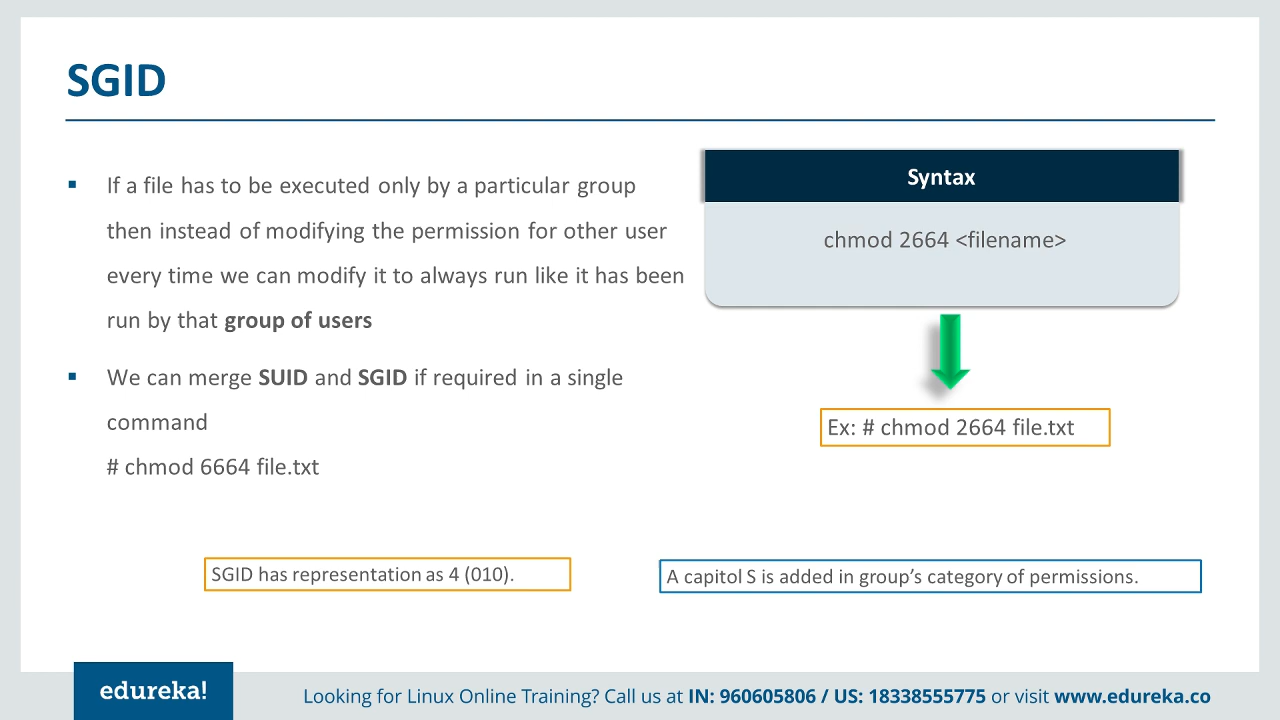 SGID
If a file has to be executed only by a particular group
then instead of modifying the permission for other user
every time we can modify it to always run like it has been
run by that group of users
We can merge SUID and SGID if required in a single
command
# chmod 6664 file.txt
Syntax
chmod 2664 <filename>
Ex: # chmod 2664 file.txt
SGID has representation as 4 (010).
A capitol S is added in group’s category of permissions.
edureka!
Looking for Linux Online Training? Call us at IN: 960605806 / US: 18338555775 or visit www.edureka.co